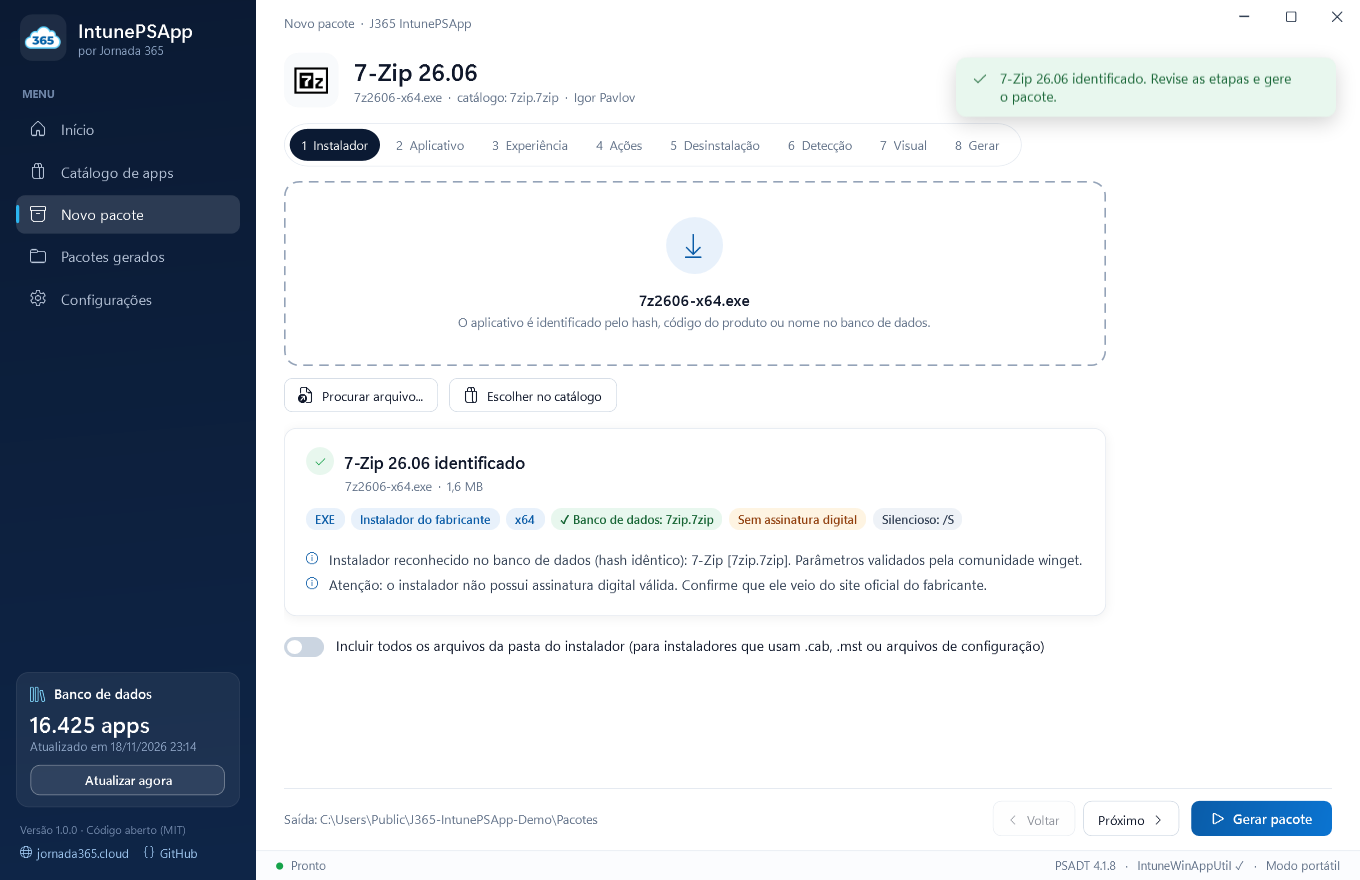 365
IntunePSApp
por Jornada 365
MENU
Início
Catálogo de apps
Novo pacote
Pacotes gerados
Configurações
Banco de dados
16.425 apps
Atualizado em 18/11/2026 23:14
Atualizar agora
Versão 1.0.0 · Código aberto (MIT)
jornada365.cloud
GitHub
Novo pacote · J365 IntunePSApp
7z
7-Zip 26.06
7z2606-x64.exe · catálogo: 7zip.7zip · Igor Pavlov
7-Zip 26.06 identificado. Revise as etapas e gere
o pacote.
1 Instalador
2 Aplicativo
3 Experiência
4 Ações
5 Desinstalação
6 Detecção
7 Visual
8 Gerar
7z2606-x64.exe
O aplicativo é identificado pelo hash, código do produto ou nome no banco de dados.
Procurar arquivo...
Escolher no catálogo
7-Zip 26.06 identificado
7z2606-x64.exe · 1,6 MB
EXE
Instalador do fabricante
x64
✓ Banco de dados: 7zip.7zip
Sem assinatura digital
Silencioso: /S
Instalador reconhecido no banco de dados (hash idêntico): 7-Zip [7zip.7zip]. Parâmetros validados pela comunidade winget.
Atenção: o instalador não possui assinatura digital válida. Confirme que ele veio do site oficial do fabricante.
Incluir todos os arquivos da pasta do instalador (para instaladores que usam .cab, .mst ou arquivos de configuração)
Saída: C:\Users\Public\J365-IntunePSApp-Demo\Pacotes
Voltar
Próximo
Gerar pacote
Pronto
PSADT 4.1.8 · IntuneWinAppUtil ✓ · Modo portátil